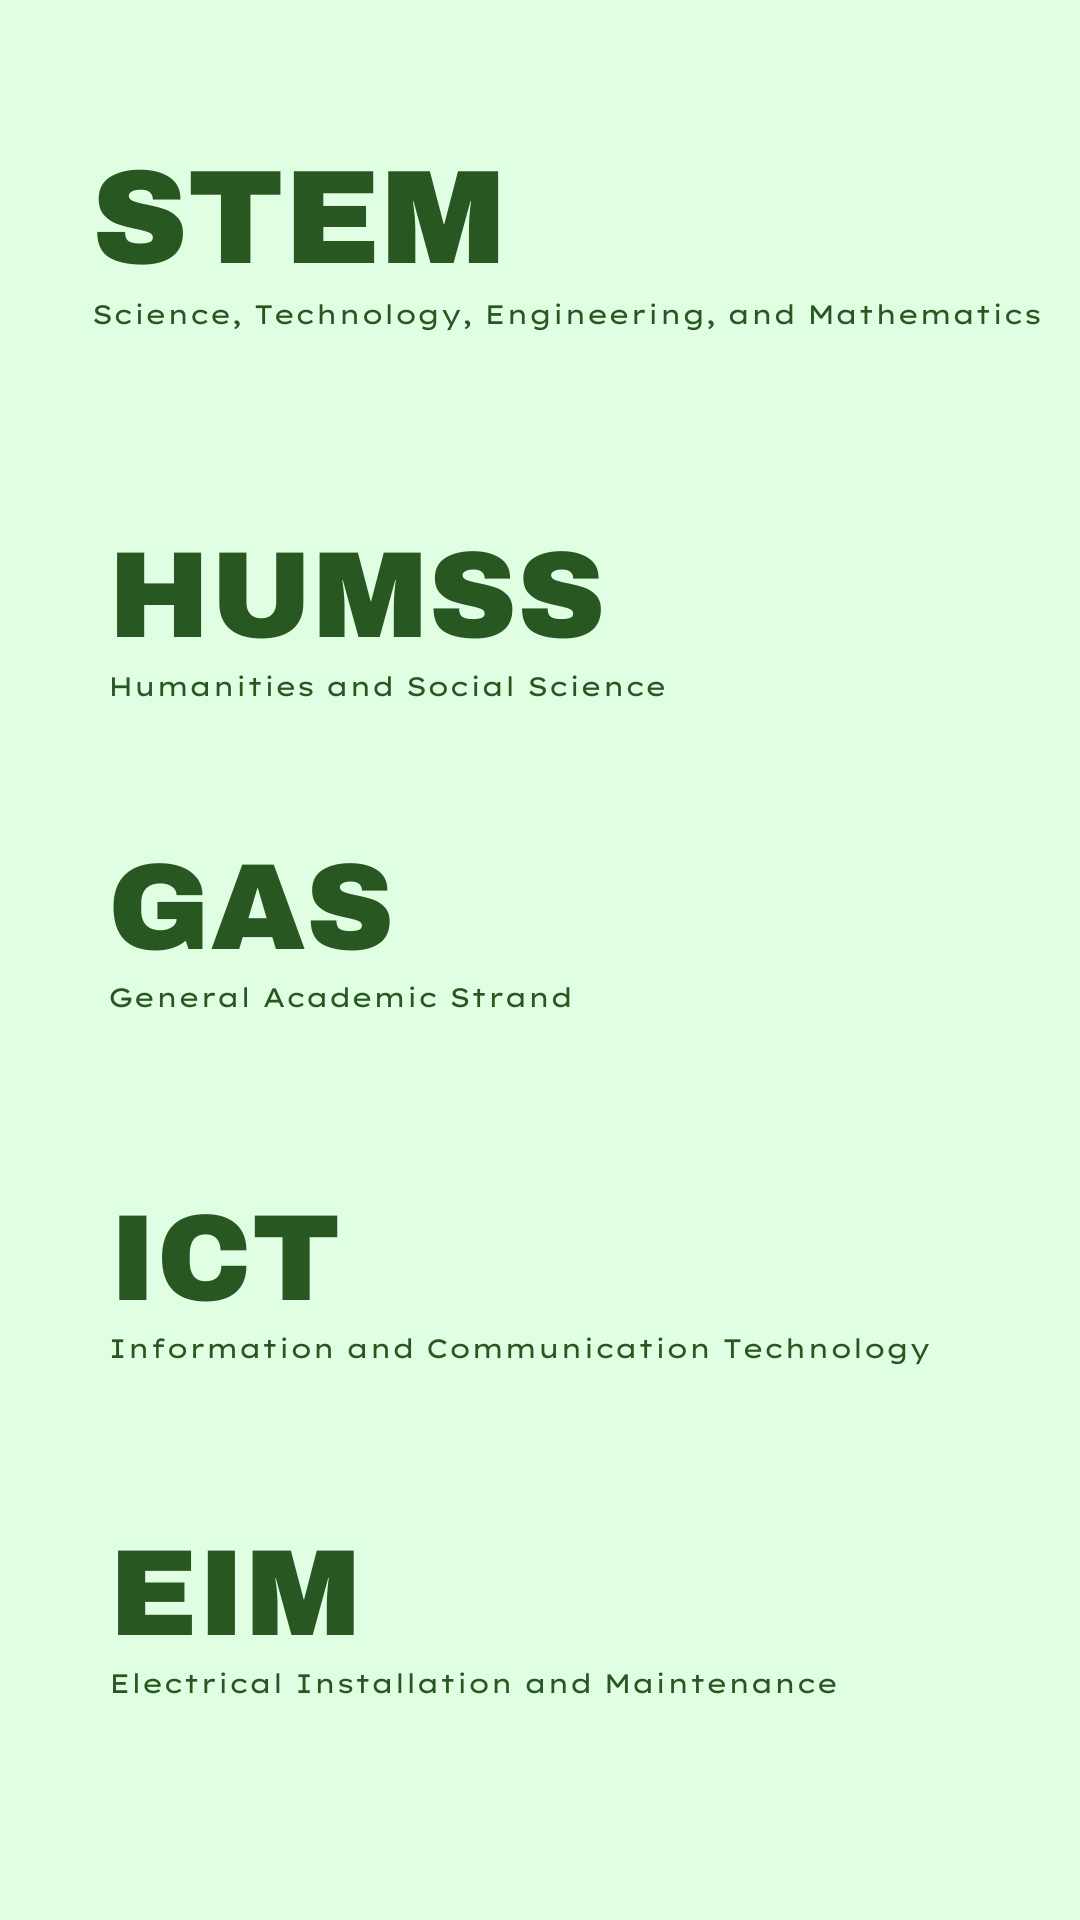 STEM
Science, Technology, Engineering, and Mathematics
HUMSS
Humanities and Social Science
GAS
General Academic Strand
ICT
Information and Communication Technology
EIM
Electrical Installation and Maintenance